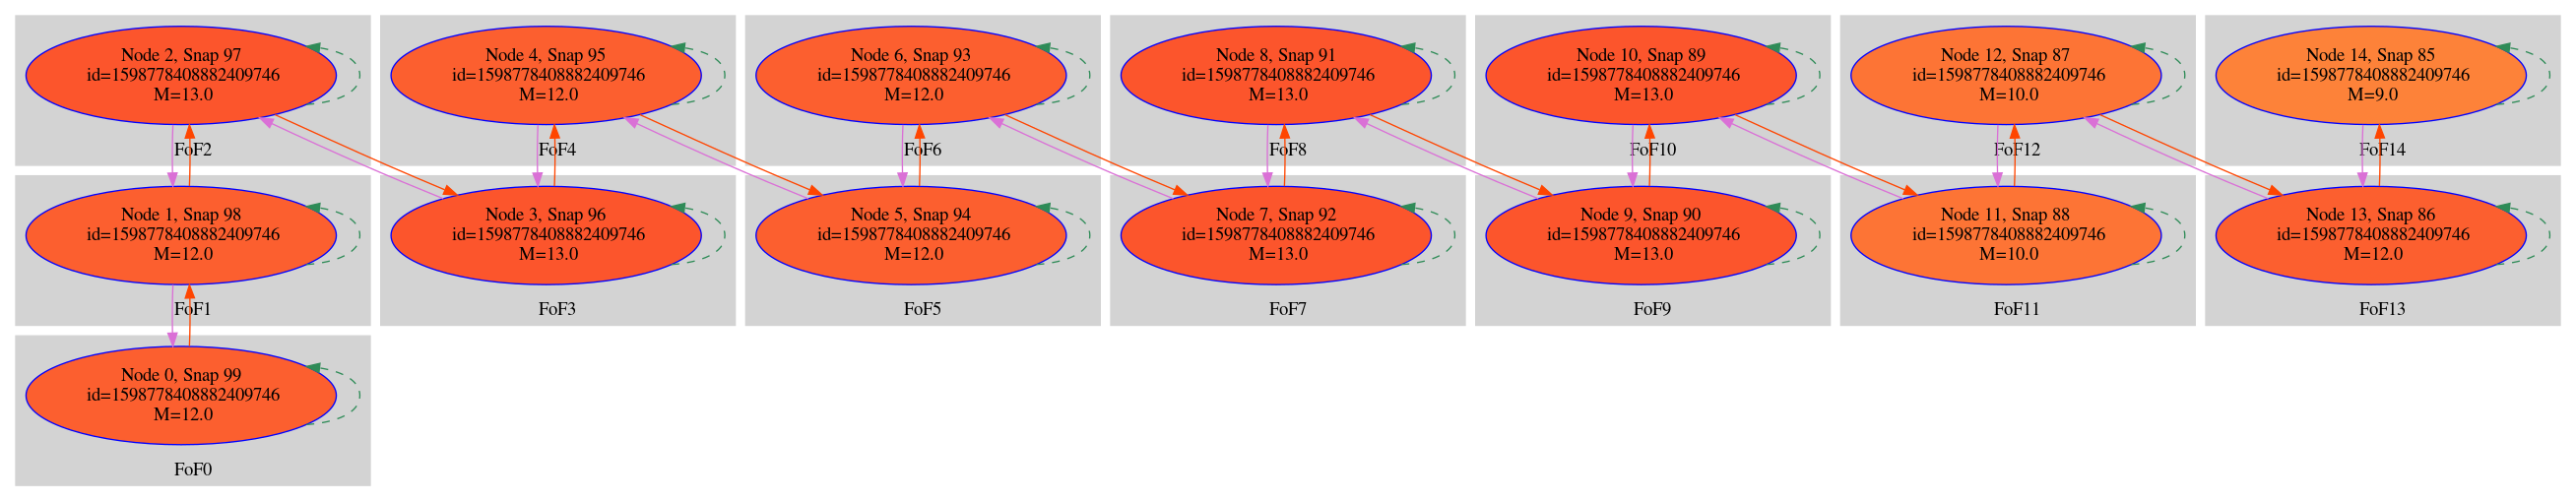 Node 2, Snap 97
id=1598778408882409746
M=13.0
FoF2
Node 4, Snap 95
id=1598778408882409746
M=12.0
FoF4
Node 6, Snap 93
id=1598778408882409746
M=12.0
FoF6
Node 8, Snap 91
id=1598778408882409746
M=13.0
FoF8
Node 10, Snap 89
id=1598778408882409746
M=13.0
FoF10
Node 12, Snap 87
id=1598778408882409746
M=10.0
FoF12
Node 14, Snap 85
id=1598778408882409746
M=9.0
FoF14
Node 1, Snap 98
id=1598778408882409746
M=12.0
FoF1
Node 3, Snap 96
id=1598778408882409746
M=13.0
FoF3
Node 5, Snap 94
id=1598778408882409746
M=12.0
FoF5
Node 7, Snap 92
id=1598778408882409746
M=13.0
FoF7
Node 9, Snap 90
id=1598778408882409746
M=13.0
FoF9
Node 11, Snap 88
id=1598778408882409746
M=10.0
FoF11
Node 13, Snap 86
id=1598778408882409746
M=12.0
FoF13
Node 0, Snap 99
id=1598778408882409746
M=12.0
FoF0